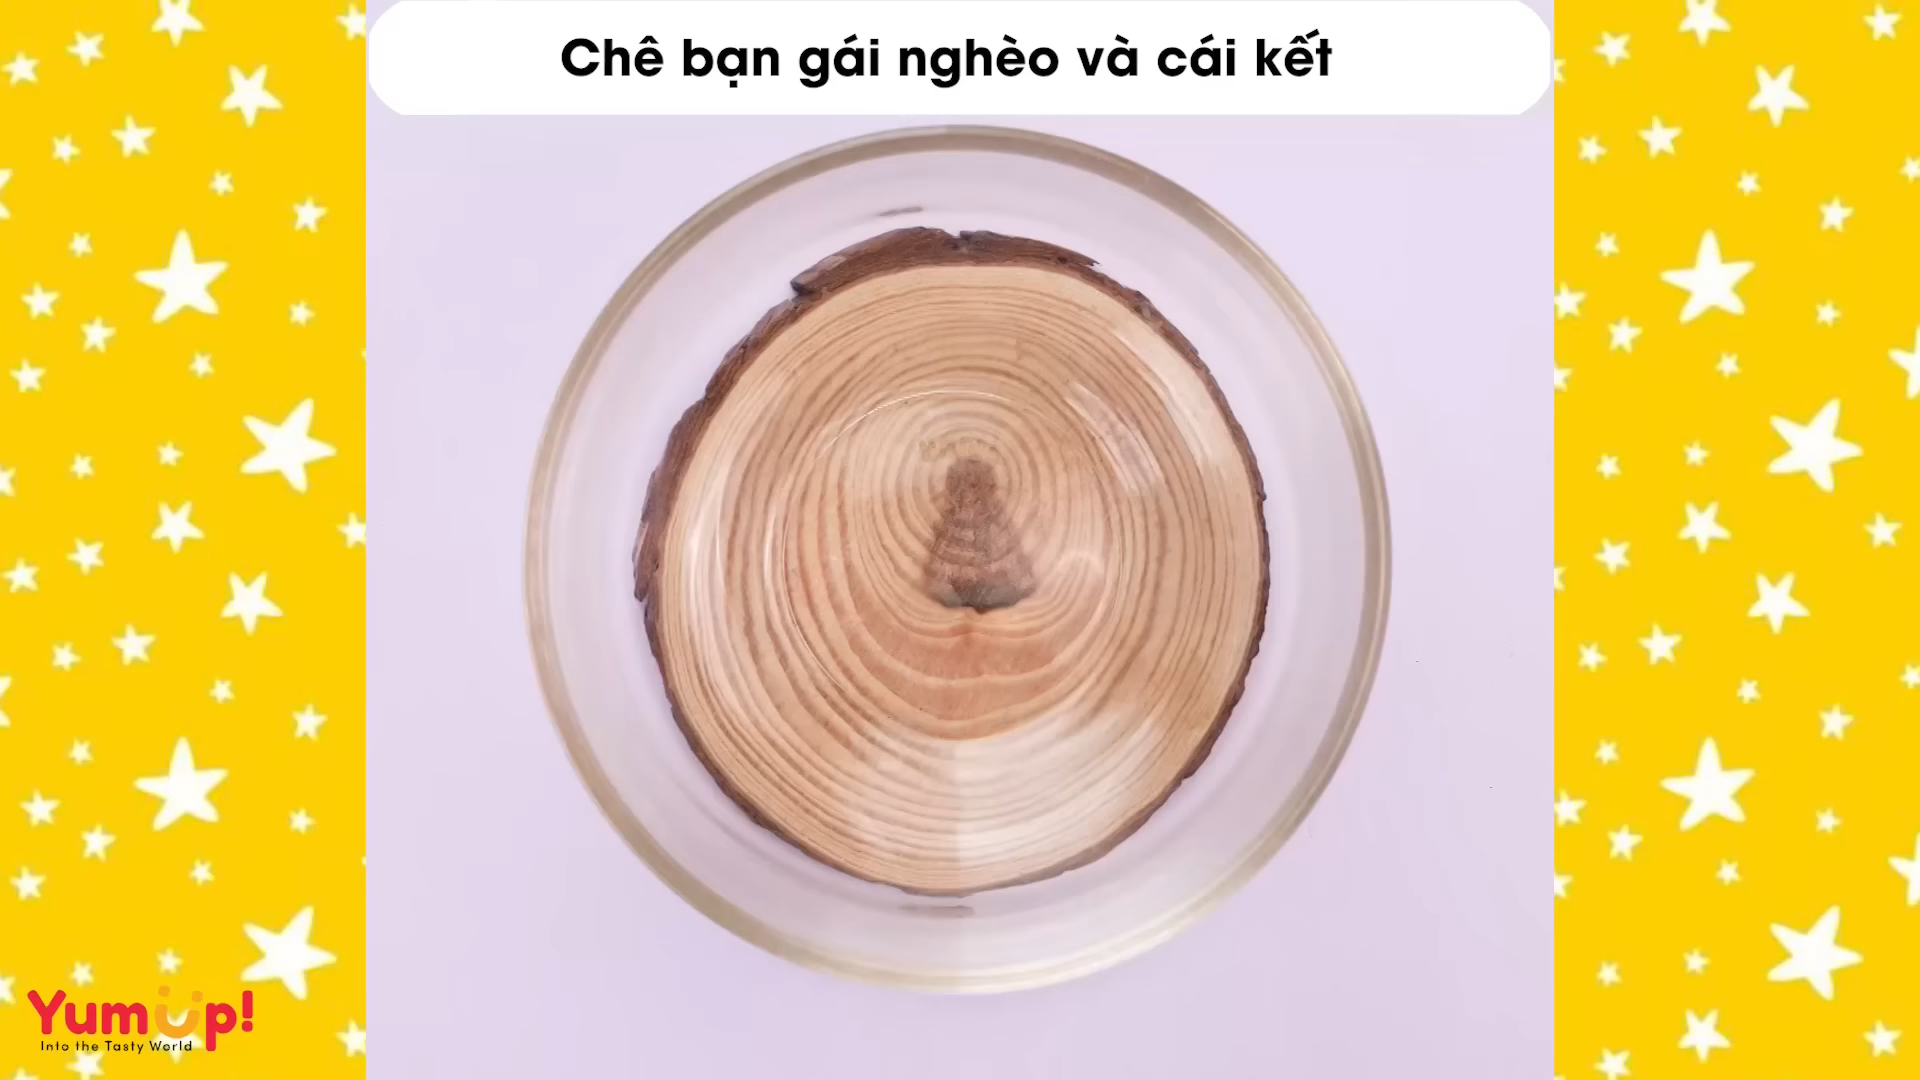 Chê bạn gái nghèo và cái kết
YumUp!
Into the Tasty World